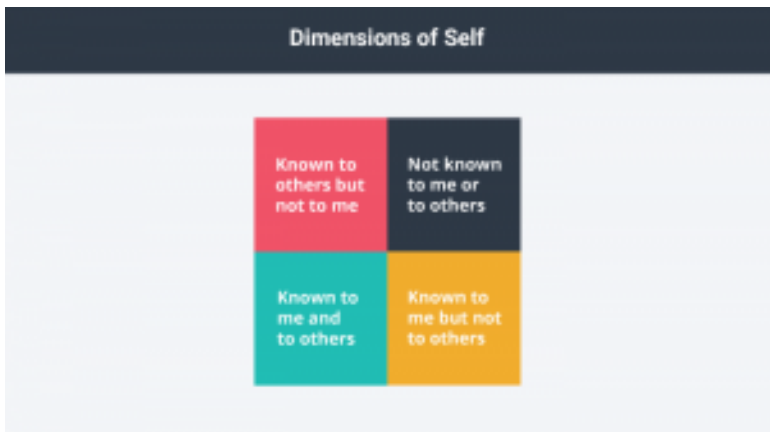 Dimensions of Self
Known to
others but
not to me
Not known
to me or
to others
Known to
me and
to others
Known to
me but not
to others